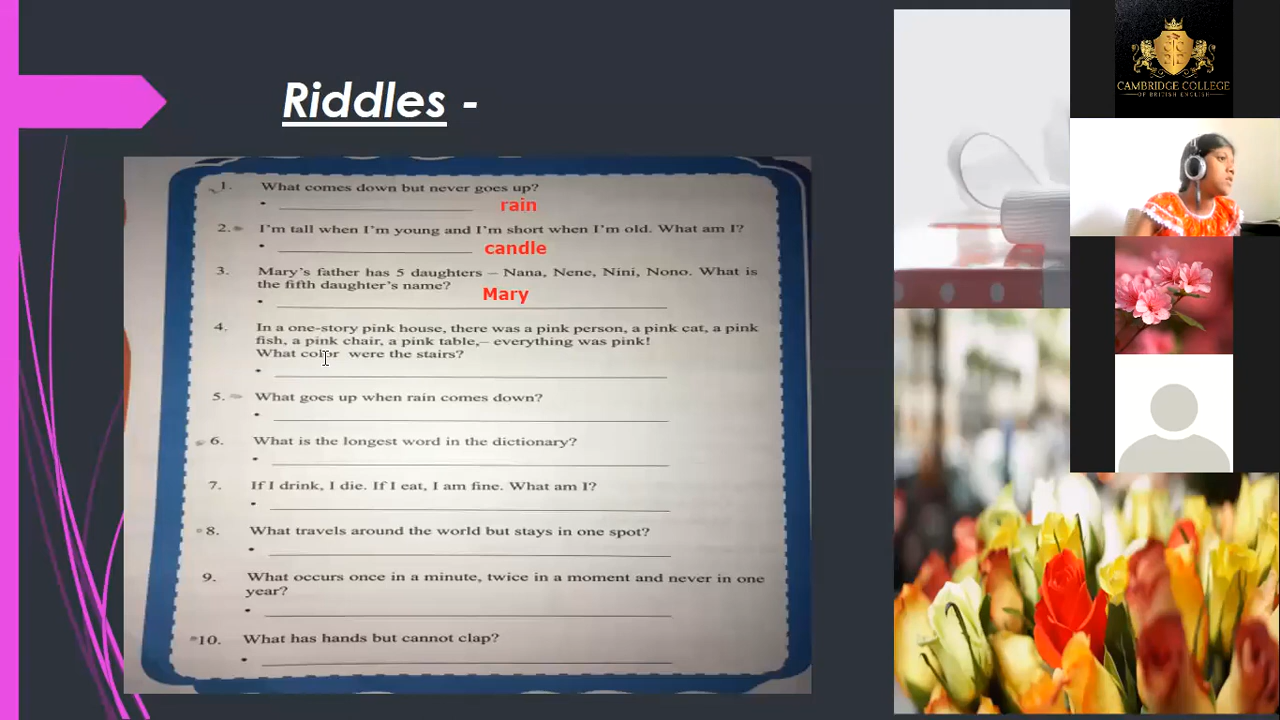 Riddles -
1. What comes down but never goes up?
rain
2. I'm tall when I'm young and I'm short when I'm old. What am I?
candle
3. Mary's father has 5 daughters – Nana, Nene, Nini, Nono. What is
the fifth daughter's name?
Mary
4. In a one-story pink house, there was a pink person, a pink cat, a pink
fish, a pink chair, a pink table,– everything was pink!
What color were the stairs?
5. What goes up when rain comes down?
6. What is the longest word in the dictionary?
7. If I drink, I die. If I eat, I am fine. What am I?
8. What travels around the world but stays in one spot?
9. What occurs once in a minute, twice in a moment and never in one
year?
10. What has hands but cannot clap?
CAMBRIDGE COLLEGE
OF BRITISH ENGLISH